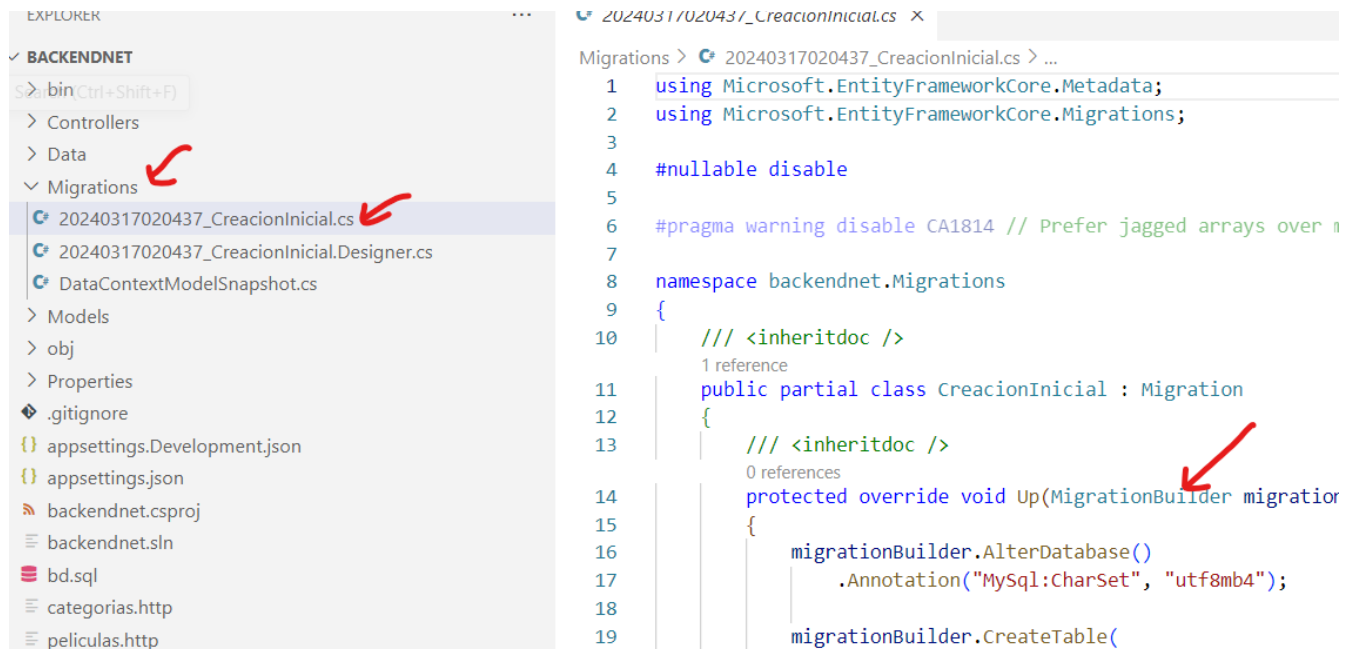 EXPLORER ...
BACKENDNET
bin
Search (Ctrl+Shift+F)
Controllers
Data
Migrations
20240317020437_CreacionInicial.cs
20240317020437_CreacionInicial.Designer.cs
DataContextModelSnapshot.cs
Models
obj
Properties
.gitignore
appsettings.Development.json
appsettings.json
backendnet.csproj
backendnet.sln
bd.sql
categorias.http
peliculas.http
20240317020437_CreacionInicial.cs
Migrations > 20240317020437_CreacionInicial.cs > ...
1 using Microsoft.EntityFrameworkCore.Metadata;
2 using Microsoft.EntityFrameworkCore.Migrations;
3
4 #nullable disable
5
6 #pragma warning disable CA1814 // Prefer jagged arrays over
7
8 namespace backendnet.Migrations
9 {
10 /// <inheritdoc />
1 reference
11 public partial class CreacionInicial : Migration
12 {
13 /// <inheritdoc />
0 references
14 protected override void Up(MigrationBuilder migration
15 {
16 migrationBuilder.AlterDatabase()
17 .Annotation("MySql:CharSet", "utf8mb4");
18
19 migrationBuilder.CreateTable(